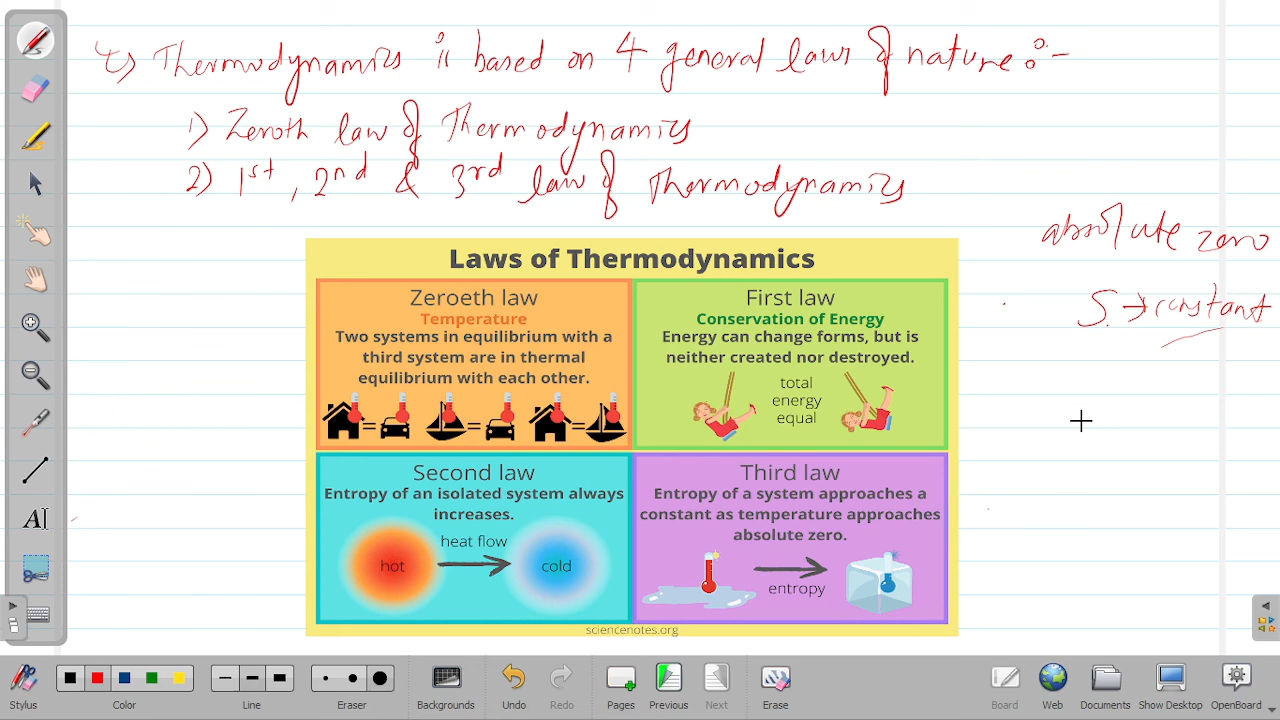 Thermodynamics is based on 4 general laws of nature :-
1) Zeroth law of Thermodynamics
2) 1st, 2nd & 3rd law of Thermodynamics
absolute zero
S → constant
Laws of Thermodynamics
Zeroeth law
Temperature
Two systems in equilibrium with a
third system are in thermal
equilibrium with each other.
=
=
=
First law
Conservation of Energy
Energy can change forms, but is
neither created nor destroyed.
total
energy
equal
Second law
Entropy of an isolated system always
increases.
heat flow
hot
cold
Third law
Entropy of a system approaches a
constant as temperature approaches
absolute zero.
entropy
sciencenotes.org
AI
Stylus
Color
Line
Eraser
Backgrounds
Undo
Redo
Pages
Previous
Next
Erase
Board
Web
Documents
Show Desktop
OpenBoard